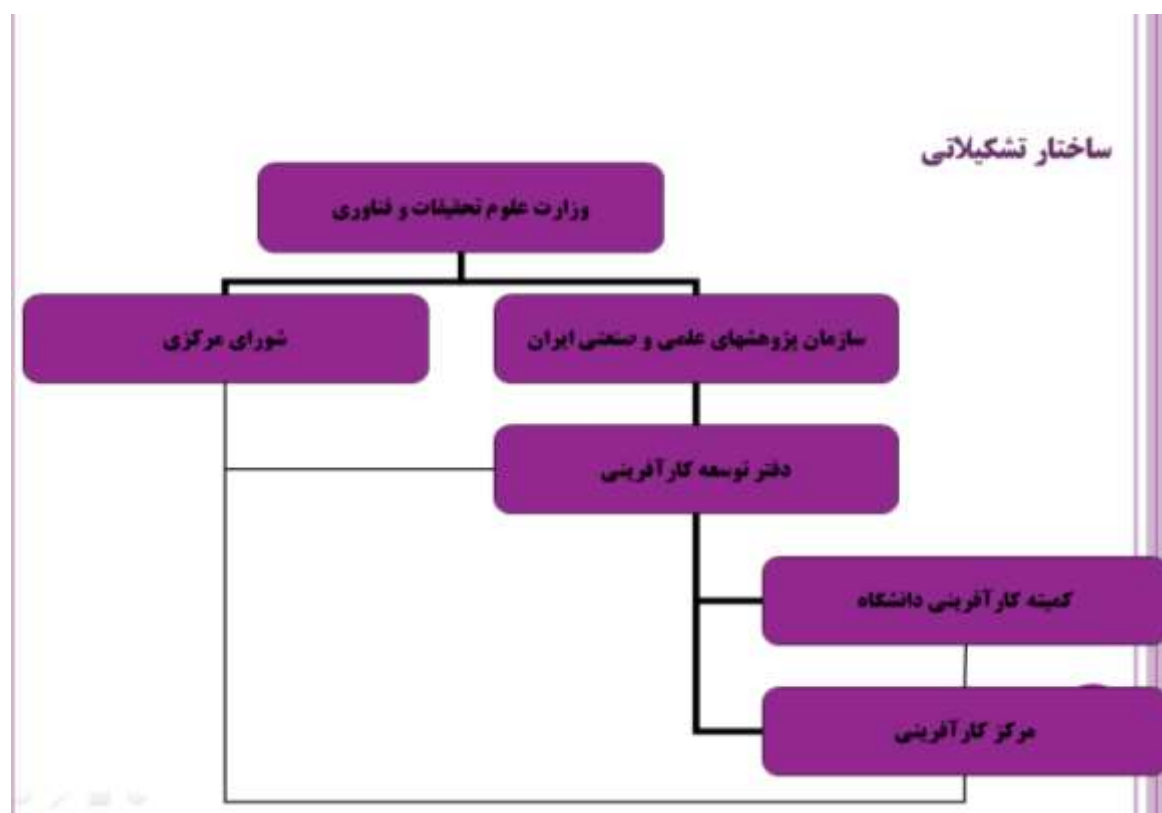 ساختار تشکیلاتی
وزارت علوم تحقیقات و فناوری
سازمان پژوهشهای علمی و صنعتی ایران
شورای مرکزی
دفتر توسعه کارآفرینی
کمیته کارآفرینی دانشگاه
مرکز کارآفرینی